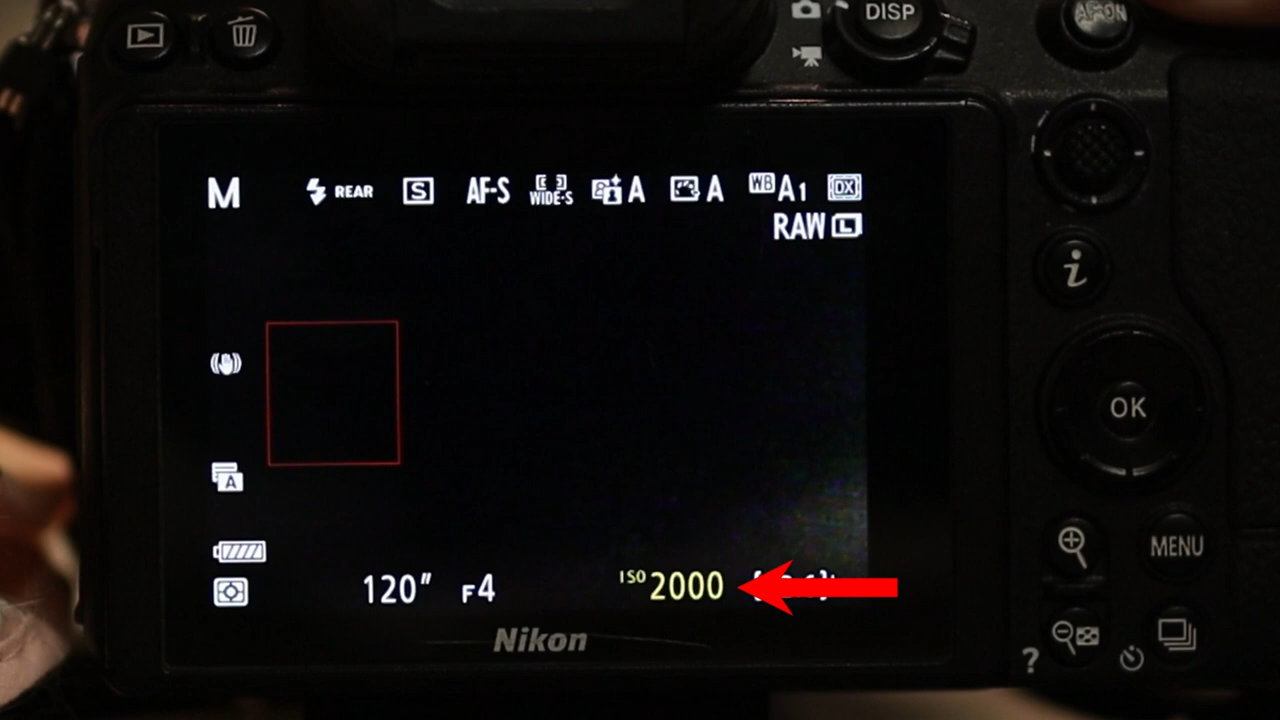 DISP
AF-ON
M REAR S AF-S WIDE-S A A WB A1 DX
RAW L
i
OK
A
MENU
120" F4 ISO 2000
Nikon
?